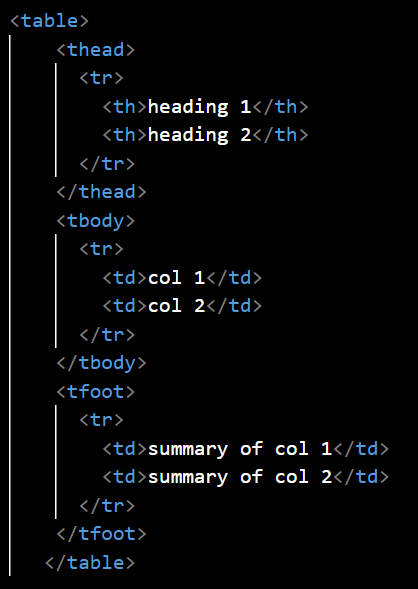 <table>
    <thead>
      <tr>
        <th>heading 1</th>
        <th>heading 2</th>
      </tr>
    </thead>
    <tbody>
      <tr>
        <td>col 1</td>
        <td>col 2</td>
      </tr>
    </tbody>
    <tfoot>
      <tr>
        <td>summary of col 1</td>
        <td>summary of col 2</td>
      </tr>
    </tfoot>
   </table>